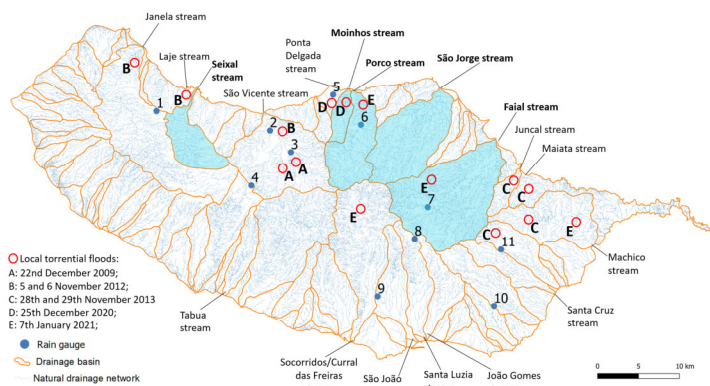 Janela stream
Laje stream
Seixal
stream
São Vicente stream
Ponta
Delgada
stream
Moinhos stream
Porco stream
São Jorge stream
Faial stream
Juncal stream
Maiata stream
B
1
B
2
B
3
A
A
4
5
D
D
E
6
E
7
E
8
C
C
C
C
E
11
9
10
Machico
stream
Santa Cruz
stream
Tabua
stream
Socorridos/Curral
das Freiras
São João
Santa Luzia
João Gomes
Local torrential floods:
A: 22nd December 2009;
B: 5 and 6 November 2012;
C: 28th and 29th November 2013
D: 25th December 2020;
E: 7th January 2021;
Rain gauge
Drainage basin
Natural drainage network
0 5 10 km